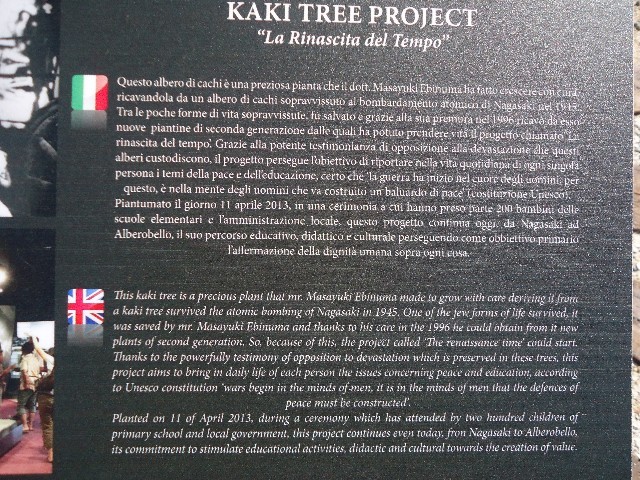 KAKI TREE PROJECT
“La Rinascita del Tempo”
Questo albero di cachi è una preziosa pianta che il dott. Masayuki Ebinuma ha fatto crescere con cura,
ricavandola da un albero di cachi sopravvissuto al bombardamento atomico di Nagasaki nel 1945.
Tra le poche forme di vita sopravvissute, fu salvato e grazie alla sua premura nel 1996 ricavò da esso
nuove piantine di seconda generazione dalle quali ha potuto prendere vita il progetto chiamato 'La
rinascita del tempo'. Grazie alla potente testimonianza di opposizione alla devastazione che questi
alberi custodiscono, il progetto persegue l'obiettivo di riportare nella vita quotidiana di ogni singola
persona i temi della pace e dell'educazione, certo che 'la guerra ha inizio nel cuore degli uomini, per
questo, è nella mente degli uomini che va costruito un baluardo di pace' (costituzione Unesco).
Piantumato il giorno 11 aprile 2013, in una cerimonia a cui hanno preso parte 200 bambini delle
scuole elementari e l'amministrazione locale, questo progetto continua oggi, da Nagasaki ad
Alberobello, il suo percorso educativo, didattico e culturale perseguendo come obbiettivo primario
l'affermazione della dignità umana sopra ogni cosa.
This kaki tree is a precious plant that mr. Masayuki Ebinuma made to grow with care deriving it from
a kaki tree survived the atomic bombing of Nagasaki in 1945. One of the few forms of life survived, it
was saved by mr. Masayuki Ebinuma and thanks to his care in the 1996 he could obtain from it new
plants of second generation. So, because of this, the project called 'The renaissance time' could start.
Thanks to the powerfully testimony of opposition to devastation which is preserved in these trees, this
project aims to bring in daily life of each person the issues concerning peace and education, according
to Unesco constitution 'wars begin in the minds of men, it is in the minds of men that the defences of
peace must be constructed'.
Planted on 11 of April 2013, during a ceremony which has attended by two hundred children of
primary school and local government, this project continues even today, fron Nagasaki to Alberobello,
its commitment to stimulate educational activities, didactic and cultural towards the creation of value.